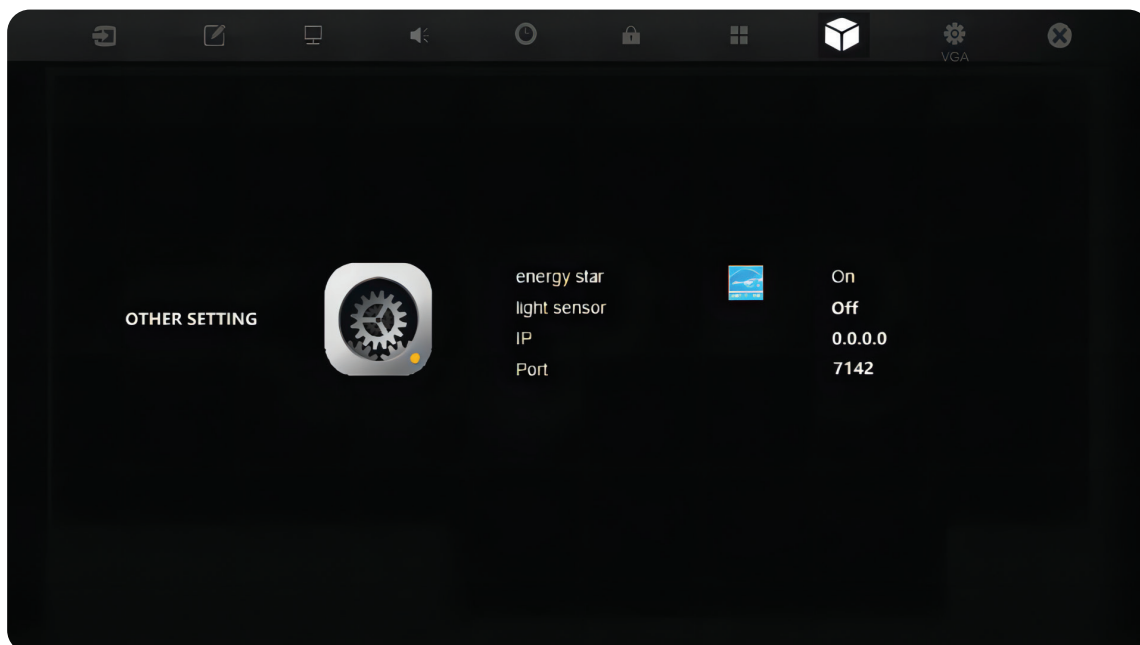 VGA
OTHER SETTING
energy star On
light sensor Off
IP 0.0.0.0
Port 7142